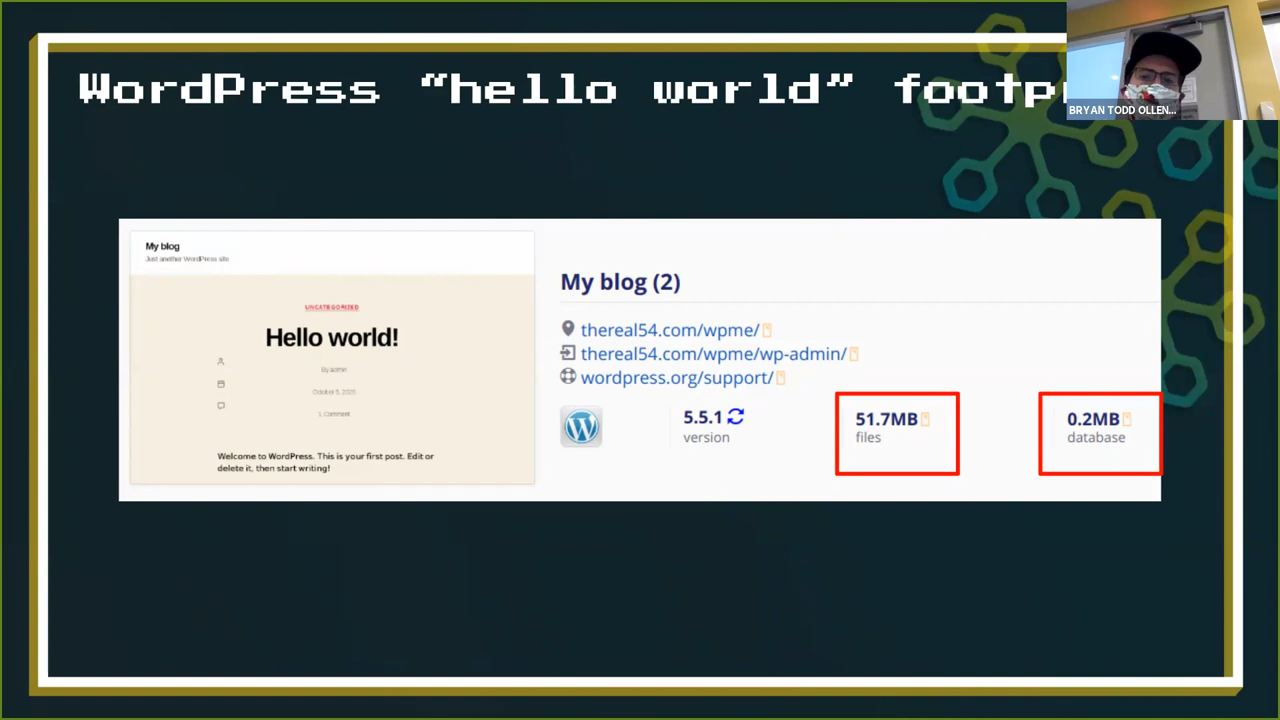 WordPress “hello world” footp
BRYAN TODD OLLEN...
My blog
Just another WordPress site
UNCATEGORIZED
Hello world!
By admin
October 5, 2020
1 Comment
Welcome to WordPress. This is your first post. Edit or
delete it, then start writing!
My blog (2)
thereal54.com/wpme/
thereal54.com/wpme/wp-admin/
wordpress.org/support/
5.5.1
version
51.7MB
files
0.2MB
database